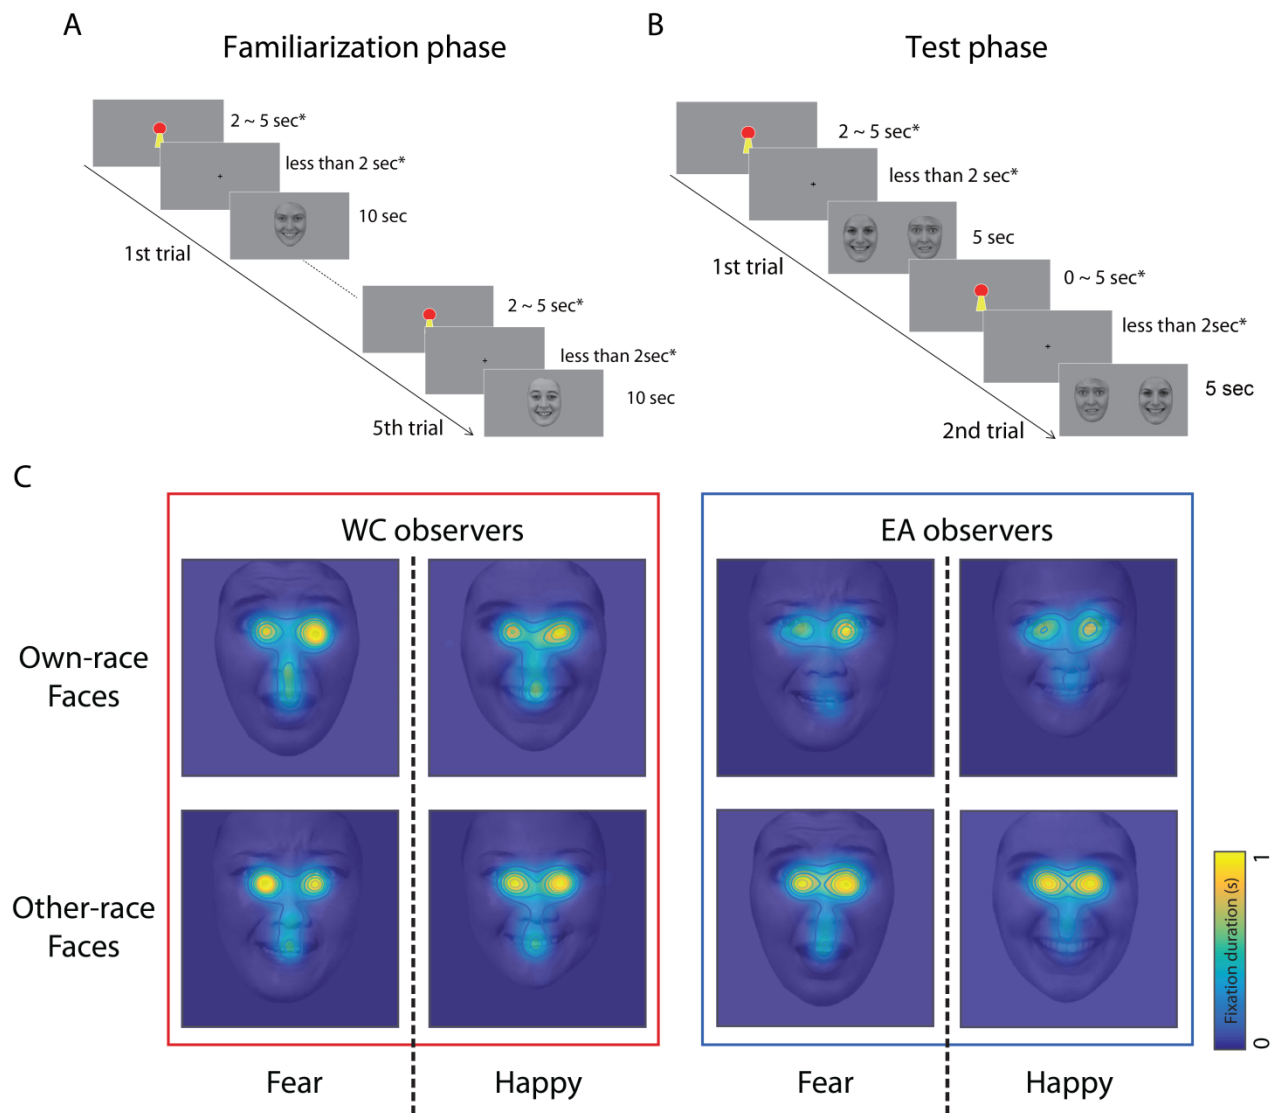 A
Familiarization phase
2 ~ 5 sec*
less than 2 sec*
10 sec
1st trial
2 ~ 5 sec*
less than 2sec*
10 sec
5th trial
B
Test phase
2 ~ 5 sec*
less than 2 sec*
5 sec
1st trial
0 ~ 5 sec*
less than 2sec*
5 sec
2nd trial
C
WC observers
EA observers
Own-race
Faces
Other-race
Faces
Fear
Happy
Fear
Happy
1
Fixation duration (s)
0